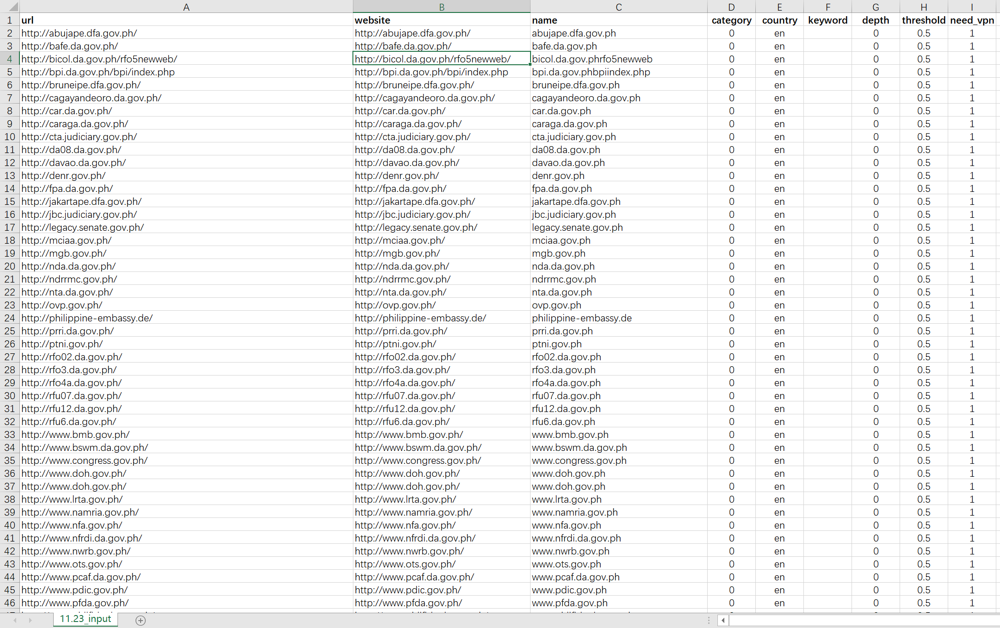 A B C D E F G H I
1 url website name category country keyword depth threshold need_vpn
2 http://abujape.dfa.gov.ph/ http://abujape.dfa.gov.ph/ abujape.dfa.gov.ph 0 en 0 0.5 1
3 http://bafe.da.gov.ph/ http://bafe.da.gov.ph/ bafe.da.gov.ph 0 en 0 0.5 1
4 http://bicol.da.gov.ph/rfo5newweb/ http://bicol.da.gov.ph/rfo5newweb/ bicol.da.gov.phrfo5newweb 0 en 0 0.5 1
5 http://bpi.da.gov.ph/bpi/index.php http://bpi.da.gov.ph/bpi/index.php bpi.da.gov.phbpiindex.php 0 en 0 0.5 1
6 http://bruneipe.dfa.gov.ph/ http://bruneipe.dfa.gov.ph/ bruneipe.dfa.gov.ph 0 en 0 0.5 1
7 http://cagayandeoro.da.gov.ph/ http://cagayandeoro.da.gov.ph/ cagayandeoro.da.gov.ph 0 en 0 0.5 1
8 http://car.da.gov.ph/ http://car.da.gov.ph/ car.da.gov.ph 0 en 0 0.5 1
9 http://caraga.da.gov.ph/ http://caraga.da.gov.ph/ caraga.da.gov.ph 0 en 0 0.5 1
10 http://cta.judiciary.gov.ph/ http://cta.judiciary.gov.ph/ cta.judiciary.gov.ph 0 en 0 0.5 1
11 http://da08.da.gov.ph/ http://da08.da.gov.ph/ da08.da.gov.ph 0 en 0 0.5 1
12 http://davao.da.gov.ph/ http://davao.da.gov.ph/ davao.da.gov.ph 0 en 0 0.5 1
13 http://denr.gov.ph/ http://denr.gov.ph/ denr.gov.ph 0 en 0 0.5 1
14 http://fpa.da.gov.ph/ http://fpa.da.gov.ph/ fpa.da.gov.ph 0 en 0 0.5 1
15 http://jakartape.dfa.gov.ph/ http://jakartape.dfa.gov.ph/ jakartape.dfa.gov.ph 0 en 0 0.5 1
16 http://jbc.judiciary.gov.ph/ http://jbc.judiciary.gov.ph/ jbc.judiciary.gov.ph 0 en 0 0.5 1
17 http://legacy.senate.gov.ph/ http://legacy.senate.gov.ph/ legacy.senate.gov.ph 0 en 0 0.5 1
18 http://mciaa.gov.ph/ http://mciaa.gov.ph/ mciaa.gov.ph 0 en 0 0.5 1
19 http://mgb.gov.ph/ http://mgb.gov.ph/ mgb.gov.ph 0 en 0 0.5 1
20 http://nda.da.gov.ph/ http://nda.da.gov.ph/ nda.da.gov.ph 0 en 0 0.5 1
21 http://ndrrmc.gov.ph/ http://ndrrmc.gov.ph/ ndrrmc.gov.ph 0 en 0 0.5 1
22 http://nta.da.gov.ph/ http://nta.da.gov.ph/ nta.da.gov.ph 0 en 0 0.5 1
23 http://ovp.gov.ph/ http://ovp.gov.ph/ ovp.gov.ph 0 en 0 0.5 1
24 http://philippine-embassy.de/ http://philippine-embassy.de/ philippine-embassy.de 0 en 0 0.5 1
25 http://prri.da.gov.ph/ http://prri.da.gov.ph/ prri.da.gov.ph 0 en 0 0.5 1
26 http://ptni.gov.ph/ http://ptni.gov.ph/ ptni.gov.ph 0 en 0 0.5 1
27 http://rfo02.da.gov.ph/ http://rfo02.da.gov.ph/ rfo02.da.gov.ph 0 en 0 0.5 1
28 http://rfo3.da.gov.ph/ http://rfo3.da.gov.ph/ rfo3.da.gov.ph 0 en 0 0.5 1
29 http://rfo4a.da.gov.ph/ http://rfo4a.da.gov.ph/ rfo4a.da.gov.ph 0 en 0 0.5 1
30 http://rfu07.da.gov.ph/ http://rfu07.da.gov.ph/ rfu07.da.gov.ph 0 en 0 0.5 1
31 http://rfu12.da.gov.ph/ http://rfu12.da.gov.ph/ rfu12.da.gov.ph 0 en 0 0.5 1
32 http://rfu6.da.gov.ph/ http://rfu6.da.gov.ph/ rfu6.da.gov.ph 0 en 0 0.5 1
33 http://www.bmb.gov.ph/ http://www.bmb.gov.ph/ www.bmb.gov.ph 0 en 0 0.5 1
34 http://www.bswm.da.gov.ph/ http://www.bswm.da.gov.ph/ www.bswm.da.gov.ph 0 en 0 0.5 1
35 http://www.congress.gov.ph/ http://www.congress.gov.ph/ www.congress.gov.ph 0 en 0 0.5 1
36 http://www.doh.gov.ph/ http://www.doh.gov.ph/ www.doh.gov.ph 0 en 0 0.5 1
37 http://www.doh.gov.ph/ http://www.doh.gov.ph/ www.doh.gov.ph 0 en 0 0.5 1
38 http://www.lrta.gov.ph/ http://www.lrta.gov.ph/ www.lrta.gov.ph 0 en 0 0.5 1
39 http://www.namria.gov.ph/ http://www.namria.gov.ph/ www.namria.gov.ph 0 en 0 0.5 1
40 http://www.nfa.gov.ph/ http://www.nfa.gov.ph/ www.nfa.gov.ph 0 en 0 0.5 1
41 http://www.nfrdi.da.gov.ph/ http://www.nfrdi.da.gov.ph/ www.nfrdi.da.gov.ph 0 en 0 0.5 1
42 http://www.nwrb.gov.ph/ http://www.nwrb.gov.ph/ www.nwrb.gov.ph 0 en 0 0.5 1
43 http://www.ots.gov.ph/ http://www.ots.gov.ph/ www.ots.gov.ph 0 en 0 0.5 1
44 http://www.pcaf.da.gov.ph/ http://www.pcaf.da.gov.ph/ www.pcaf.da.gov.ph 0 en 0 0.5 1
45 http://www.pdic.gov.ph/ http://www.pdic.gov.ph/ www.pdic.gov.ph 0 en 0 0.5 1
46 http://www.pfda.gov.ph/ http://www.pfda.gov.ph/ www.pfda.gov.ph 0 en 0 0.5 1
11.23_input